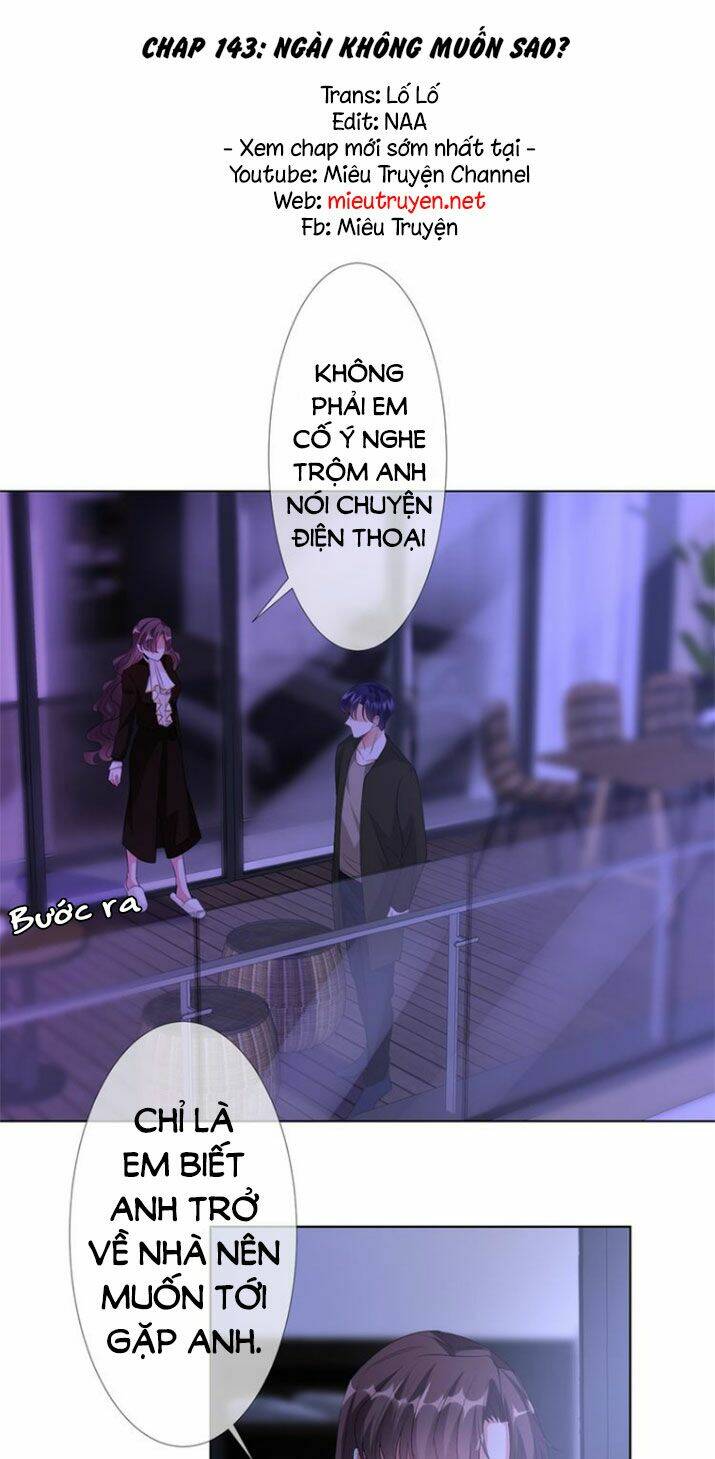 CHAP 143: NGÀI KHÔNG MUỐN SAO?
Trans: Lố Lố
Edit: NAA
- Xem chap mới sớm nhất tại -
Youtube: Miêu Truyện Channel
Web: mieutruyen.net
Fb: Miêu Truyện
KHÔNG
PHẢI EM
CỐ Ý NGHE
TRỘM ANH
NÓI CHUYỆN
ĐIỆN THOẠI
Bước ra
CHỈ LÀ
EM BIẾT
ANH TRỞ
VỀ NHÀ NÊN
MUỐN TỚI
GẶP ANH.